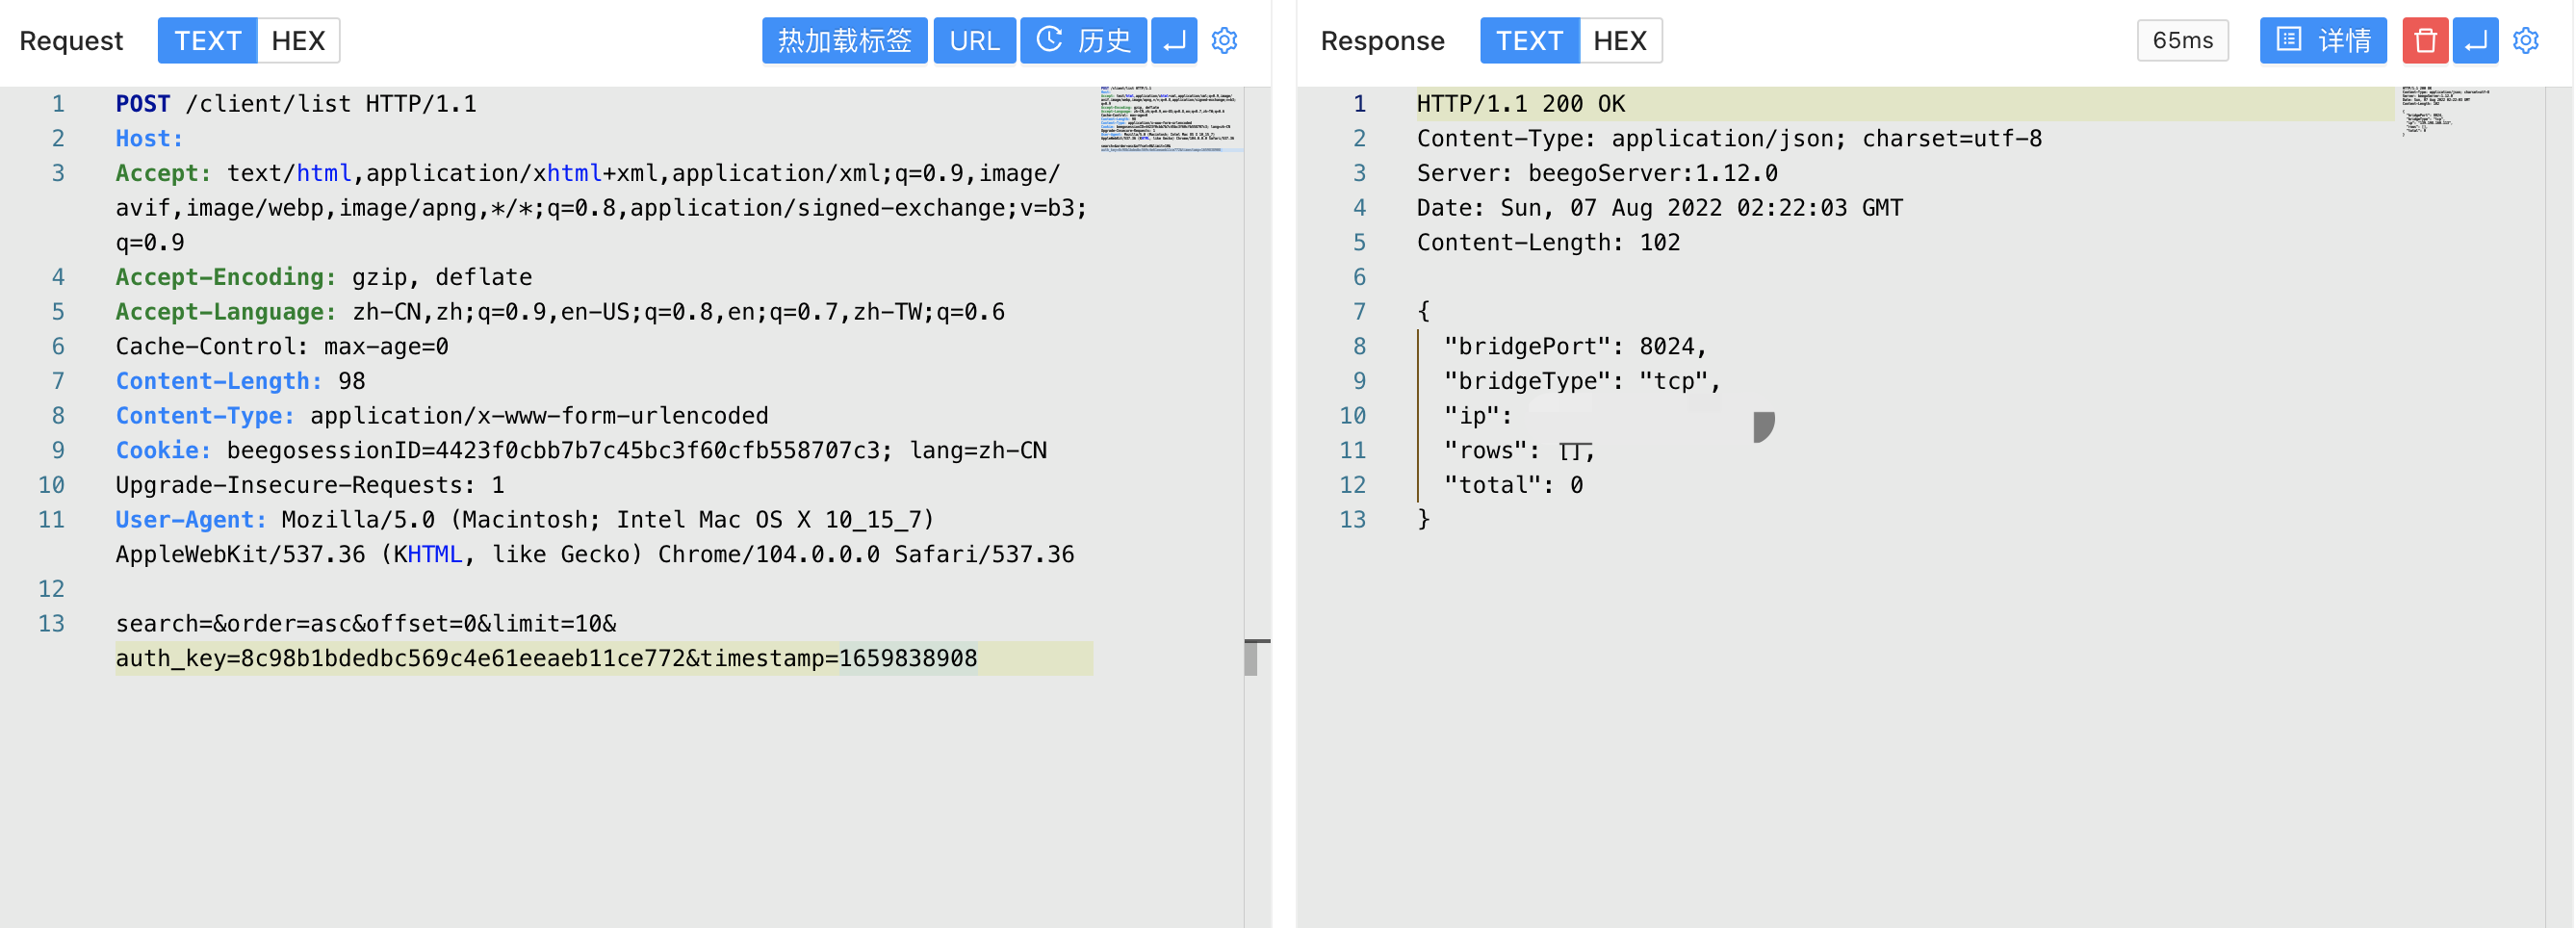 Request TEXT HEX 热加载标签 URL 历史
1 POST /client/list HTTP/1.1
2 Host:
3 Accept: text/html,application/xhtml+xml,application/xml;q=0.9,image/
avif,image/webp,image/apng,*/*;q=0.8,application/signed-exchange;v=b3;
q=0.9
4 Accept-Encoding: gzip, deflate
5 Accept-Language: zh-CN,zh;q=0.9,en-US;q=0.8,en;q=0.7,zh-TW;q=0.6
6 Cache-Control: max-age=0
7 Content-Length: 98
8 Content-Type: application/x-www-form-urlencoded
9 Cookie: beegosessionID=4423f0cbb7b7c45bc3f60cfb558707c3; lang=zh-CN
10 Upgrade-Insecure-Requests: 1
11 User-Agent: Mozilla/5.0 (Macintosh; Intel Mac OS X 10_15_7)
AppleWebKit/537.36 (KHTML, like Gecko) Chrome/104.0.0.0 Safari/537.36
12
13 search=&order=asc&offset=0&limit=10&
auth_key=8c98b1bdedbc569c4e61eeaeb11ce772&timestamp=1659838908
Response TEXT HEX 65ms 详情
1 HTTP/1.1 200 OK
2 Content-Type: application/json; charset=utf-8
3 Server: beegoServer:1.12.0
4 Date: Sun, 07 Aug 2022 02:22:03 GMT
5 Content-Length: 102
6
7 {
8 "bridgePort": 8024,
9 "bridgeType": "tcp",
10 "ip":
11 "rows": [],
12 "total": 0
13 }